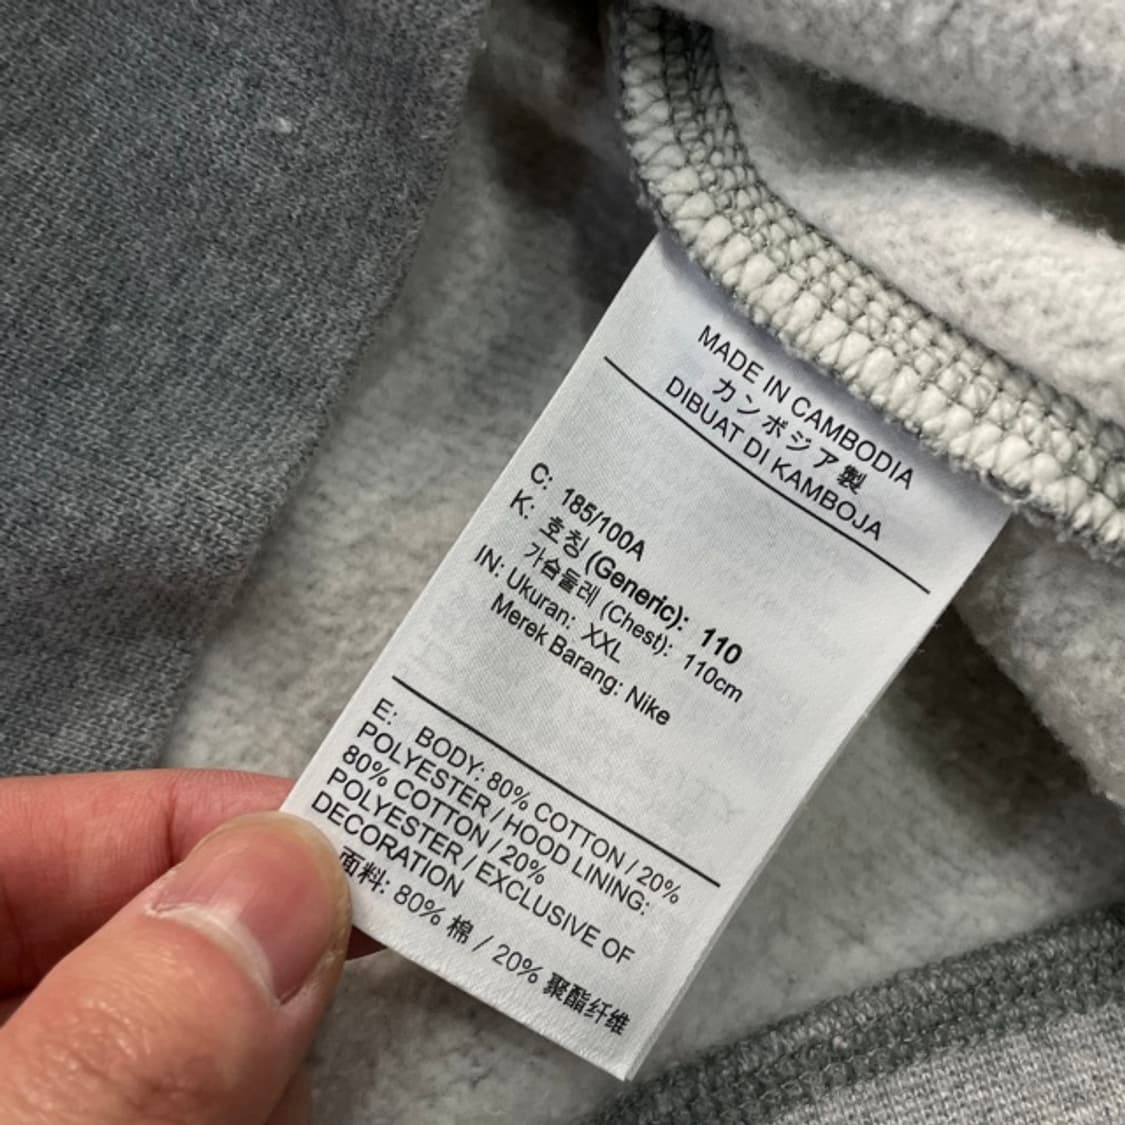 MADE IN CAMBODIA
カンボジア製
DIBUAT DI KAMBOJA
C: 185/100A
K: 호칭 (Generic): 110
가슴둘레 (Chest): 110cm
IN: Ukuran: XXL
Merek Barang: Nike
E: BODY: 80% COTTON / 20%
POLYESTER / HOOD LINING:
80% COTTON / 20%
POLYESTER / EXCLUSIVE OF
DECORATION
面料: 80% 棉 / 20% 聚酯纤维